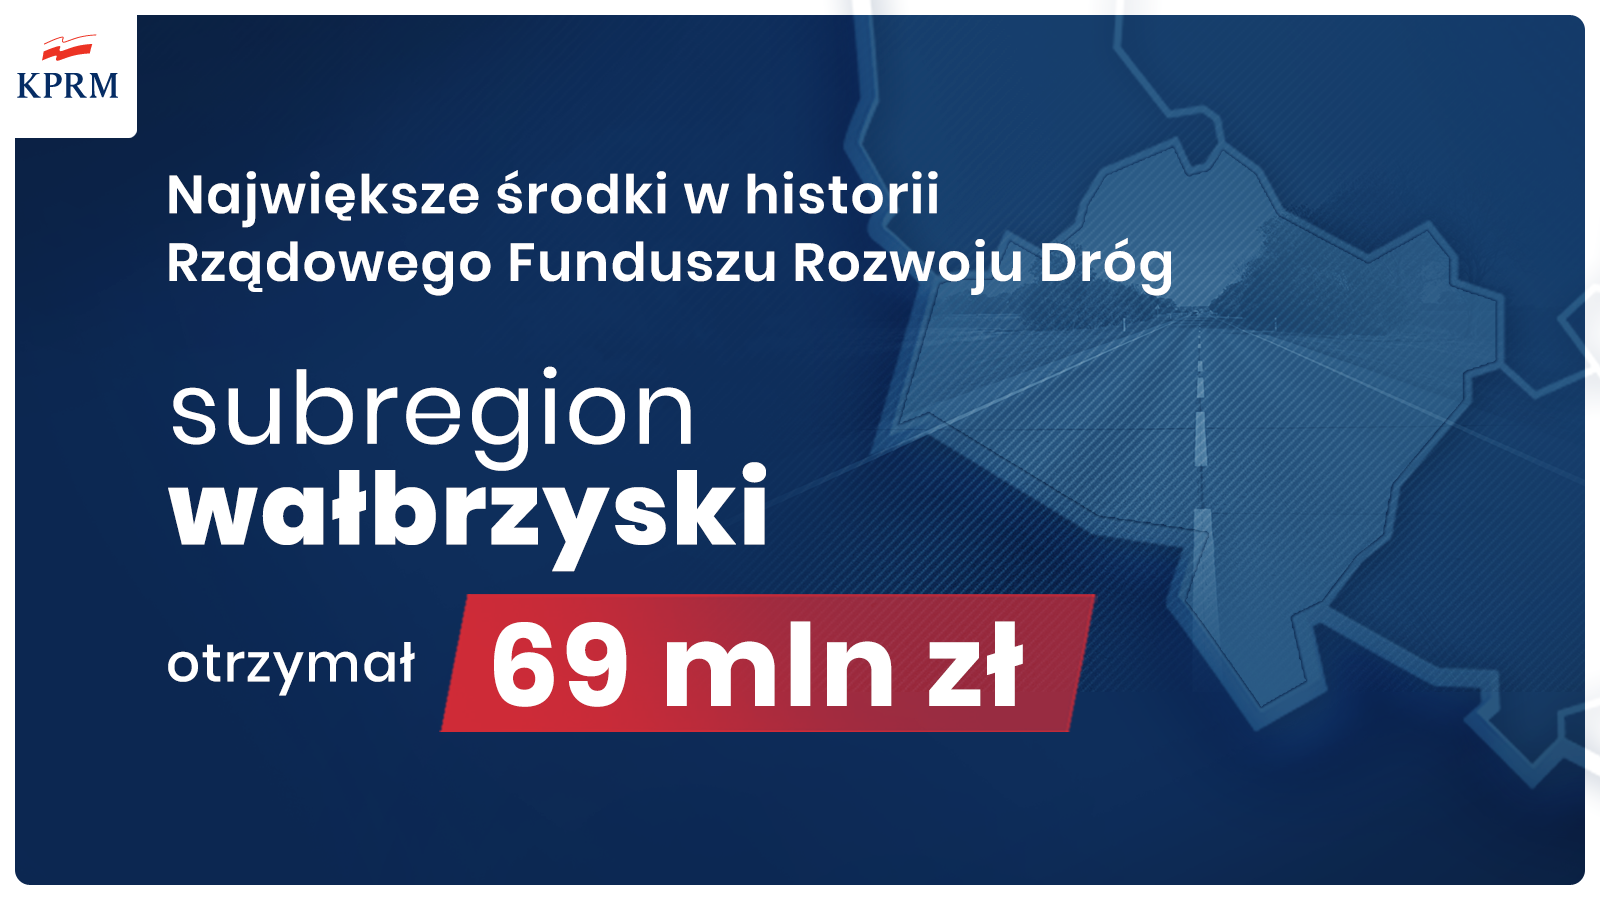 KPRM
Największe środki w historii
Rządowego Funduszu Rozwoju Dróg
subregion
wałbrzyski
otrzymał 69 mln zł